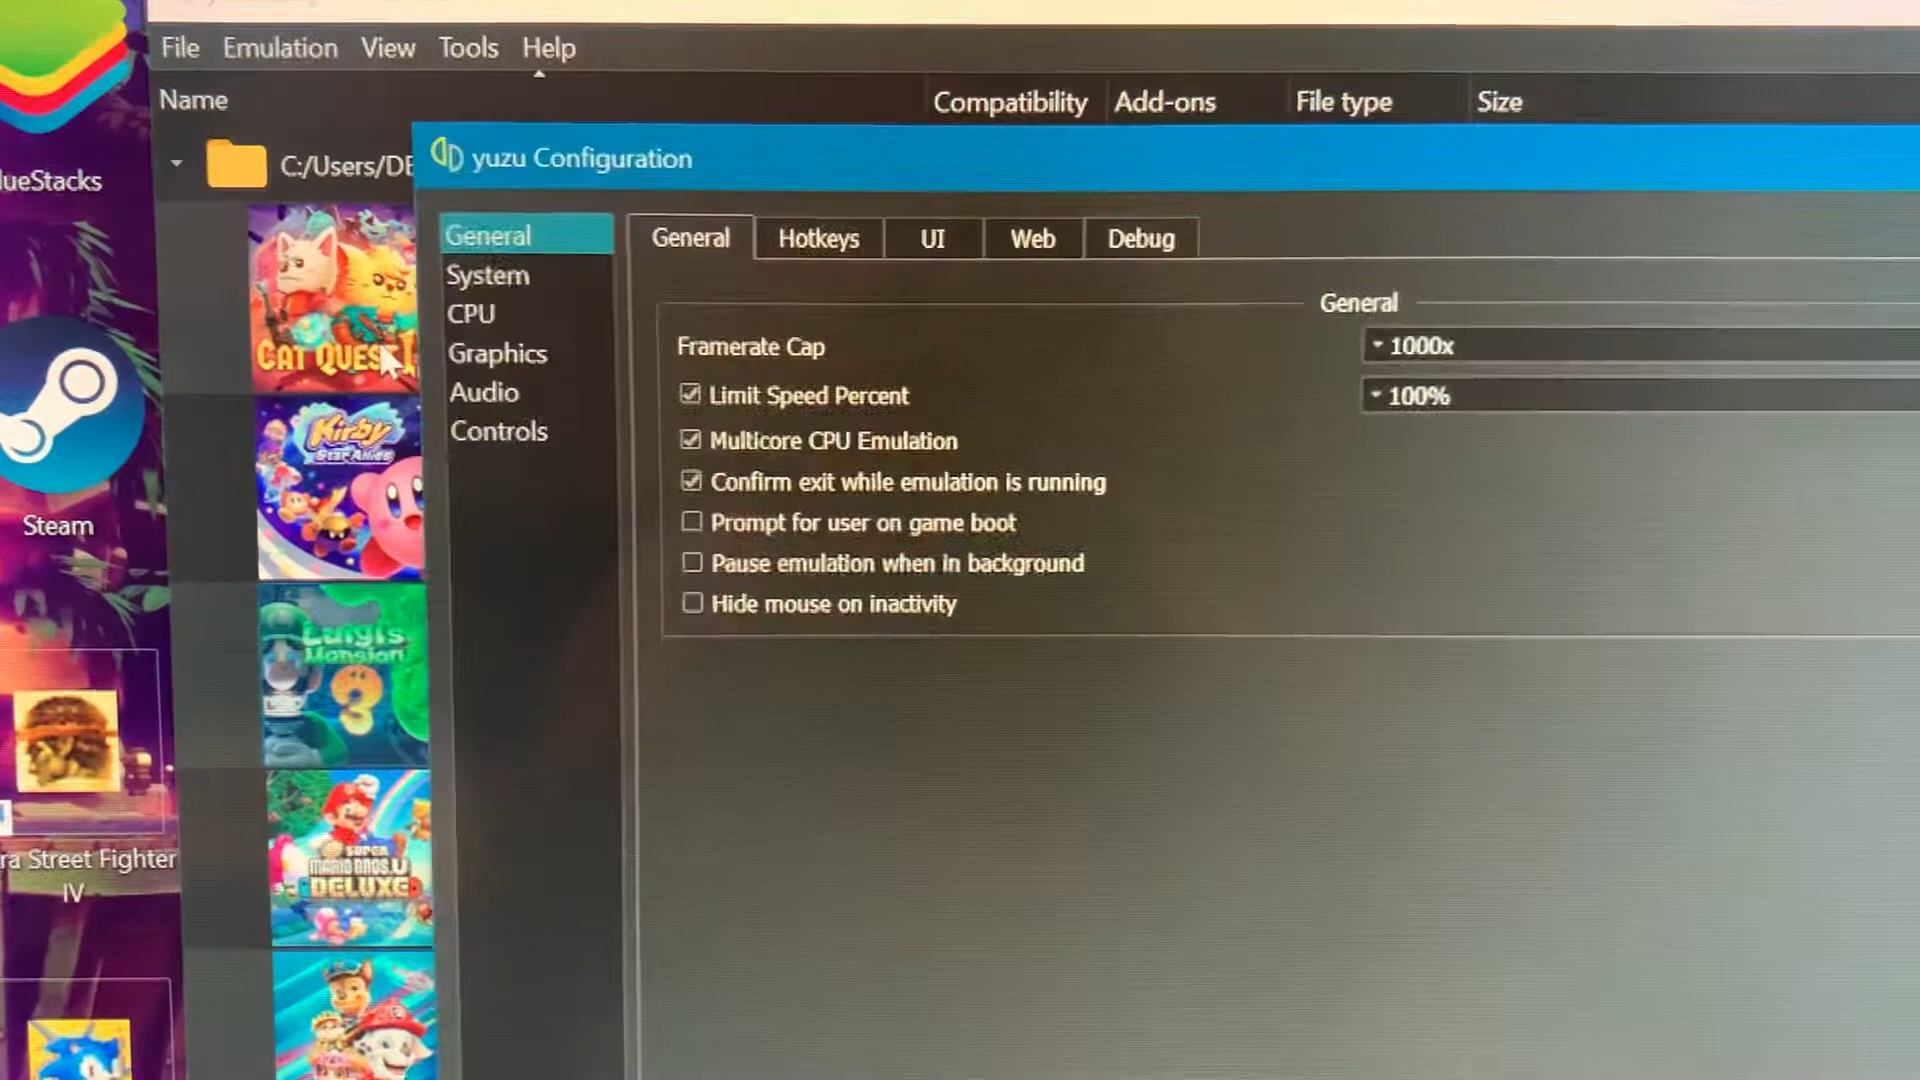 File Emulation View Tools Help
Name Compatibility Add-ons File type Size
C:/Users/DE
yuzu Configuration
General
System
CPU
Graphics
Audio
Controls
General Hotkeys UI Web Debug
General
Framerate Cap 1000x
Limit Speed Percent 100%
Multicore CPU Emulation
Confirm exit while emulation is running
Prompt for user on game boot
Pause emulation when in background
Hide mouse on inactivity
lueStacks
Steam
ra Street Fighter
IV
CAT QUEST
Kirby
Star Allies
Luigi's
Mansion
3
SUPER
MARIO BROS. U
DELUXE